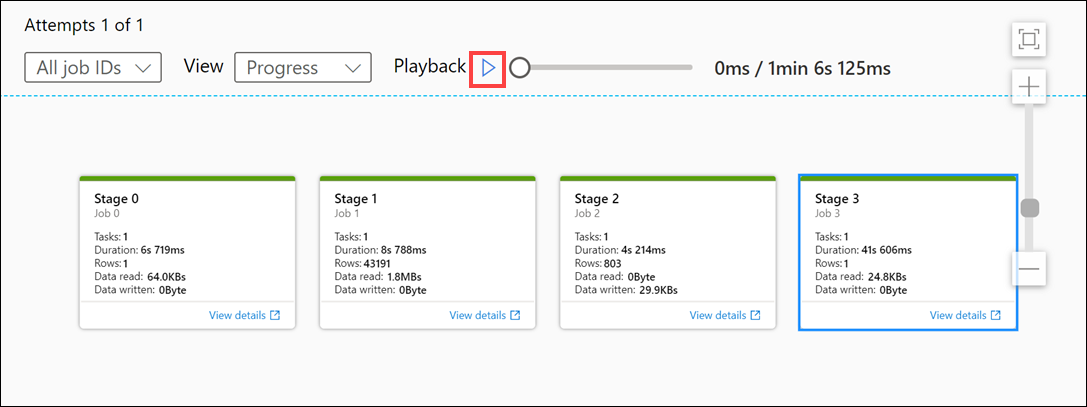 Attempts 1 of 1
All job IDs View Progress Playback 0ms / 1min 6s 125ms
Stage 0
Job 0
Tasks: 1
Duration: 6s 719ms
Rows: 1
Data read: 64.0KBs
Data written: 0Byte
View details
Stage 1
Job 1
Tasks: 1
Duration: 8s 788ms
Rows: 43191
Data read: 1.8MBs
Data written: 0Byte
View details
Stage 2
Job 2
Tasks: 1
Duration: 4s 214ms
Rows: 803
Data read: 0Byte
Data written: 29.9KBs
View details
Stage 3
Job 3
Tasks: 1
Duration: 41s 606ms
Rows: 1
Data read: 24.8KBs
Data written: 0Byte
View details